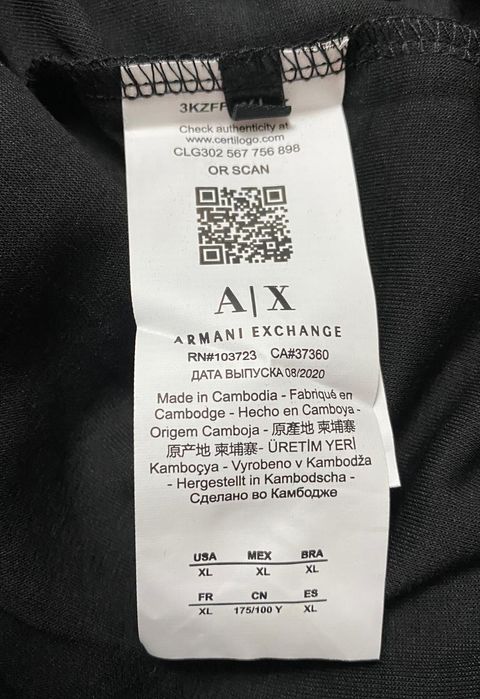 3KZFF
Check authenticity at
www.certilogo.com
CLG302 567 756 898
OR SCAN
A|X
ARMANI EXCHANGE
RN#103723 CA#37360
ДАТА ВЫПУСКА 08/2020
Made in Cambodia - Fabriqué en
Cambodge - Hecho en Camboya -
Origem Camboja - 原產地 柬埔寨
原产地 柬埔寨- ÜRETİM YERİ
Kamboçya - Vyrobeno v Kambodža
- Hergestellt in Kambodscha -
Сделано во Камбодже
USA MEX BRA
XL XL XL
FR CN ES
XL 175/100 Y XL